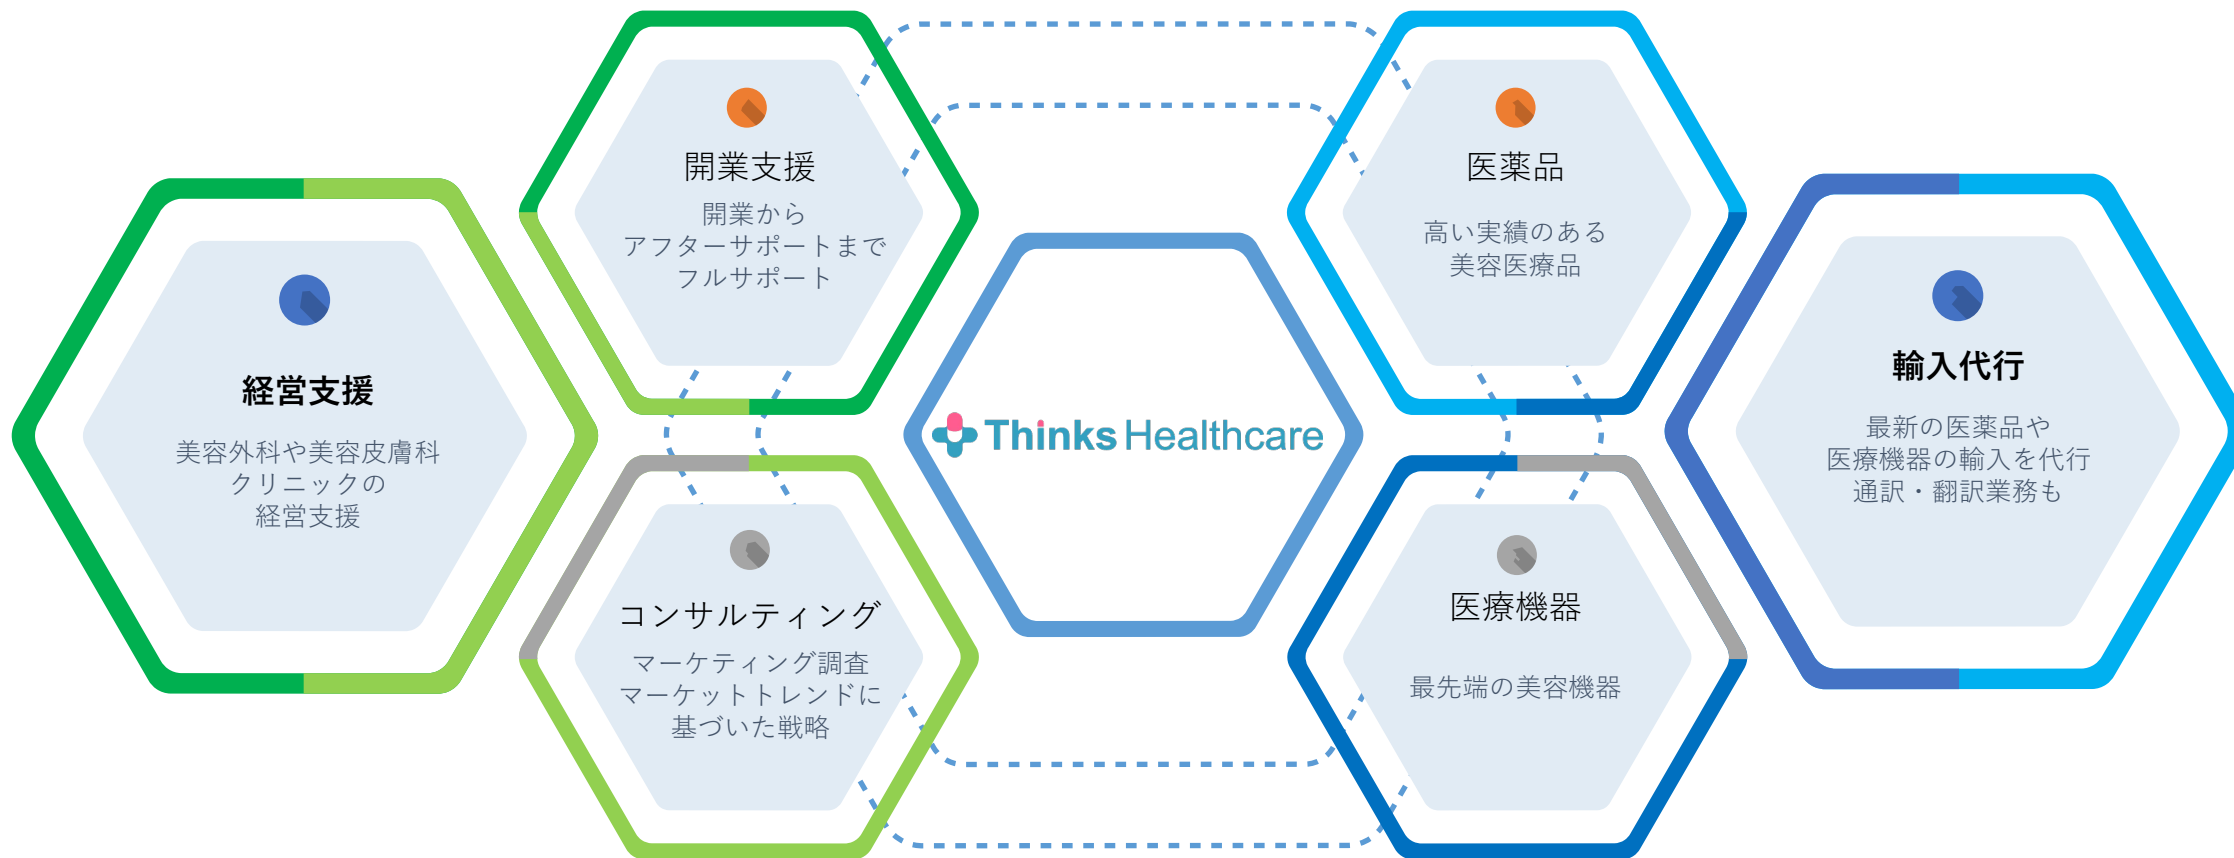 経営支援
美容外科や美容皮膚科
クリニックの
経営支援
開業支援
開業から
アフターサポートまで
フルサポート
コンサルティング
マーケティング調査
マーケットトレンドに
基づいた戦略
Thinks Healthcare
医薬品
高い実績のある
美容医療品
医療機器
最先端の美容機器
輸入代行
最新の医薬品や
医療機器の輸入を代行
通訳・翻訳業務も